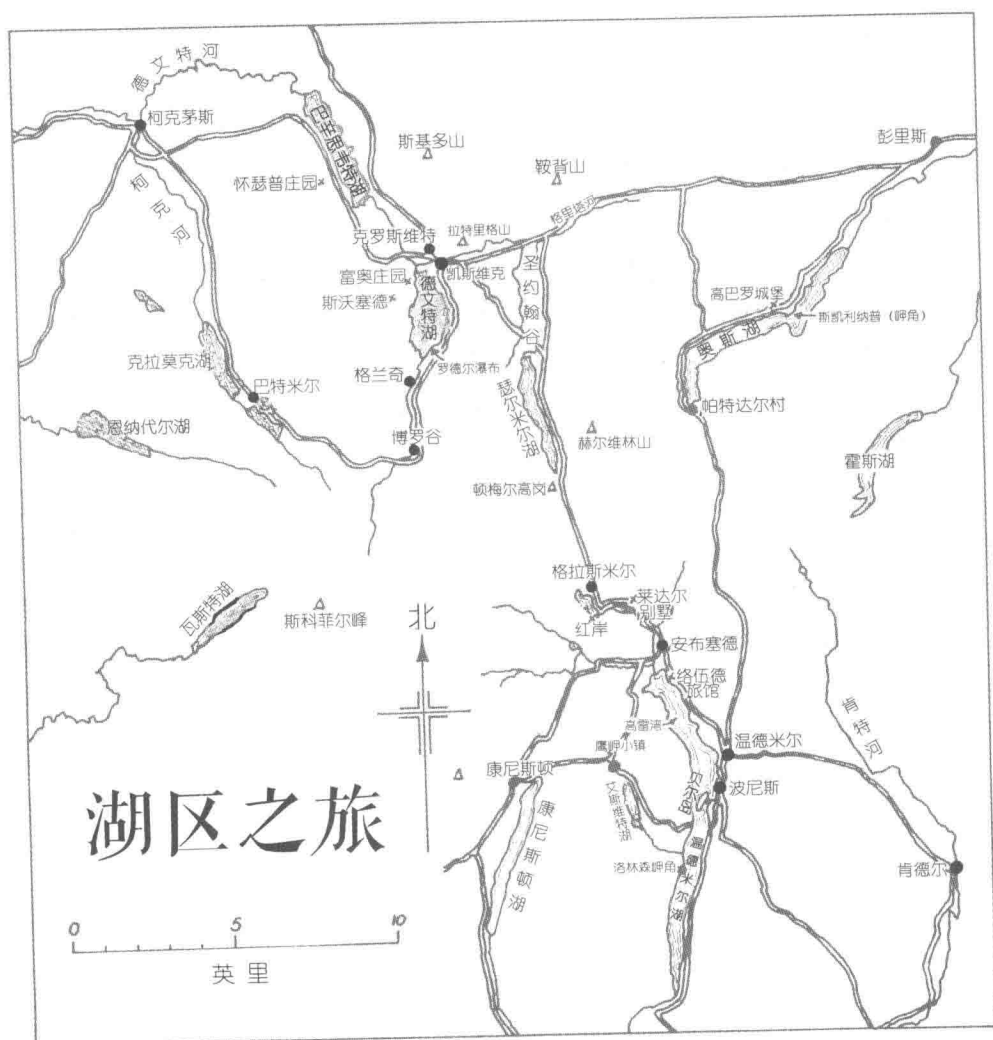 德文特河
柯克茅斯
巴辛思韦特湖
斯基多山
彭里斯
鞍背山
柯克河
怀瑟普庄园
格里塔河
克罗斯维特
拉特里格山
凯斯维克
圣约翰谷
富奥庄园
德文特湖
斯沃塞德
高巴罗城堡
斯凯利纳普（岬角）
奥斯湖
克拉莫克湖
格兰奇
罗德尔瀑布
巴特米尔
瑟尔米尔湖
帕特达尔村
恩纳代尔湖
博罗谷
赫尔维林山
霍斯湖
顿梅尔高岗
格拉斯米尔
瓦斯特湖
斯科菲尔峰
北
莱达尔
别墅
红岸
安布塞德
络伍德
旅馆
高雷湾
肯特河
鹰岬小镇
温德米尔
康尼斯顿
波尼斯
艾斯维特湖
康尼斯顿湖
温德米尔湖
洛林森岬角
肯德尔
湖区之旅
0 5 10
英里